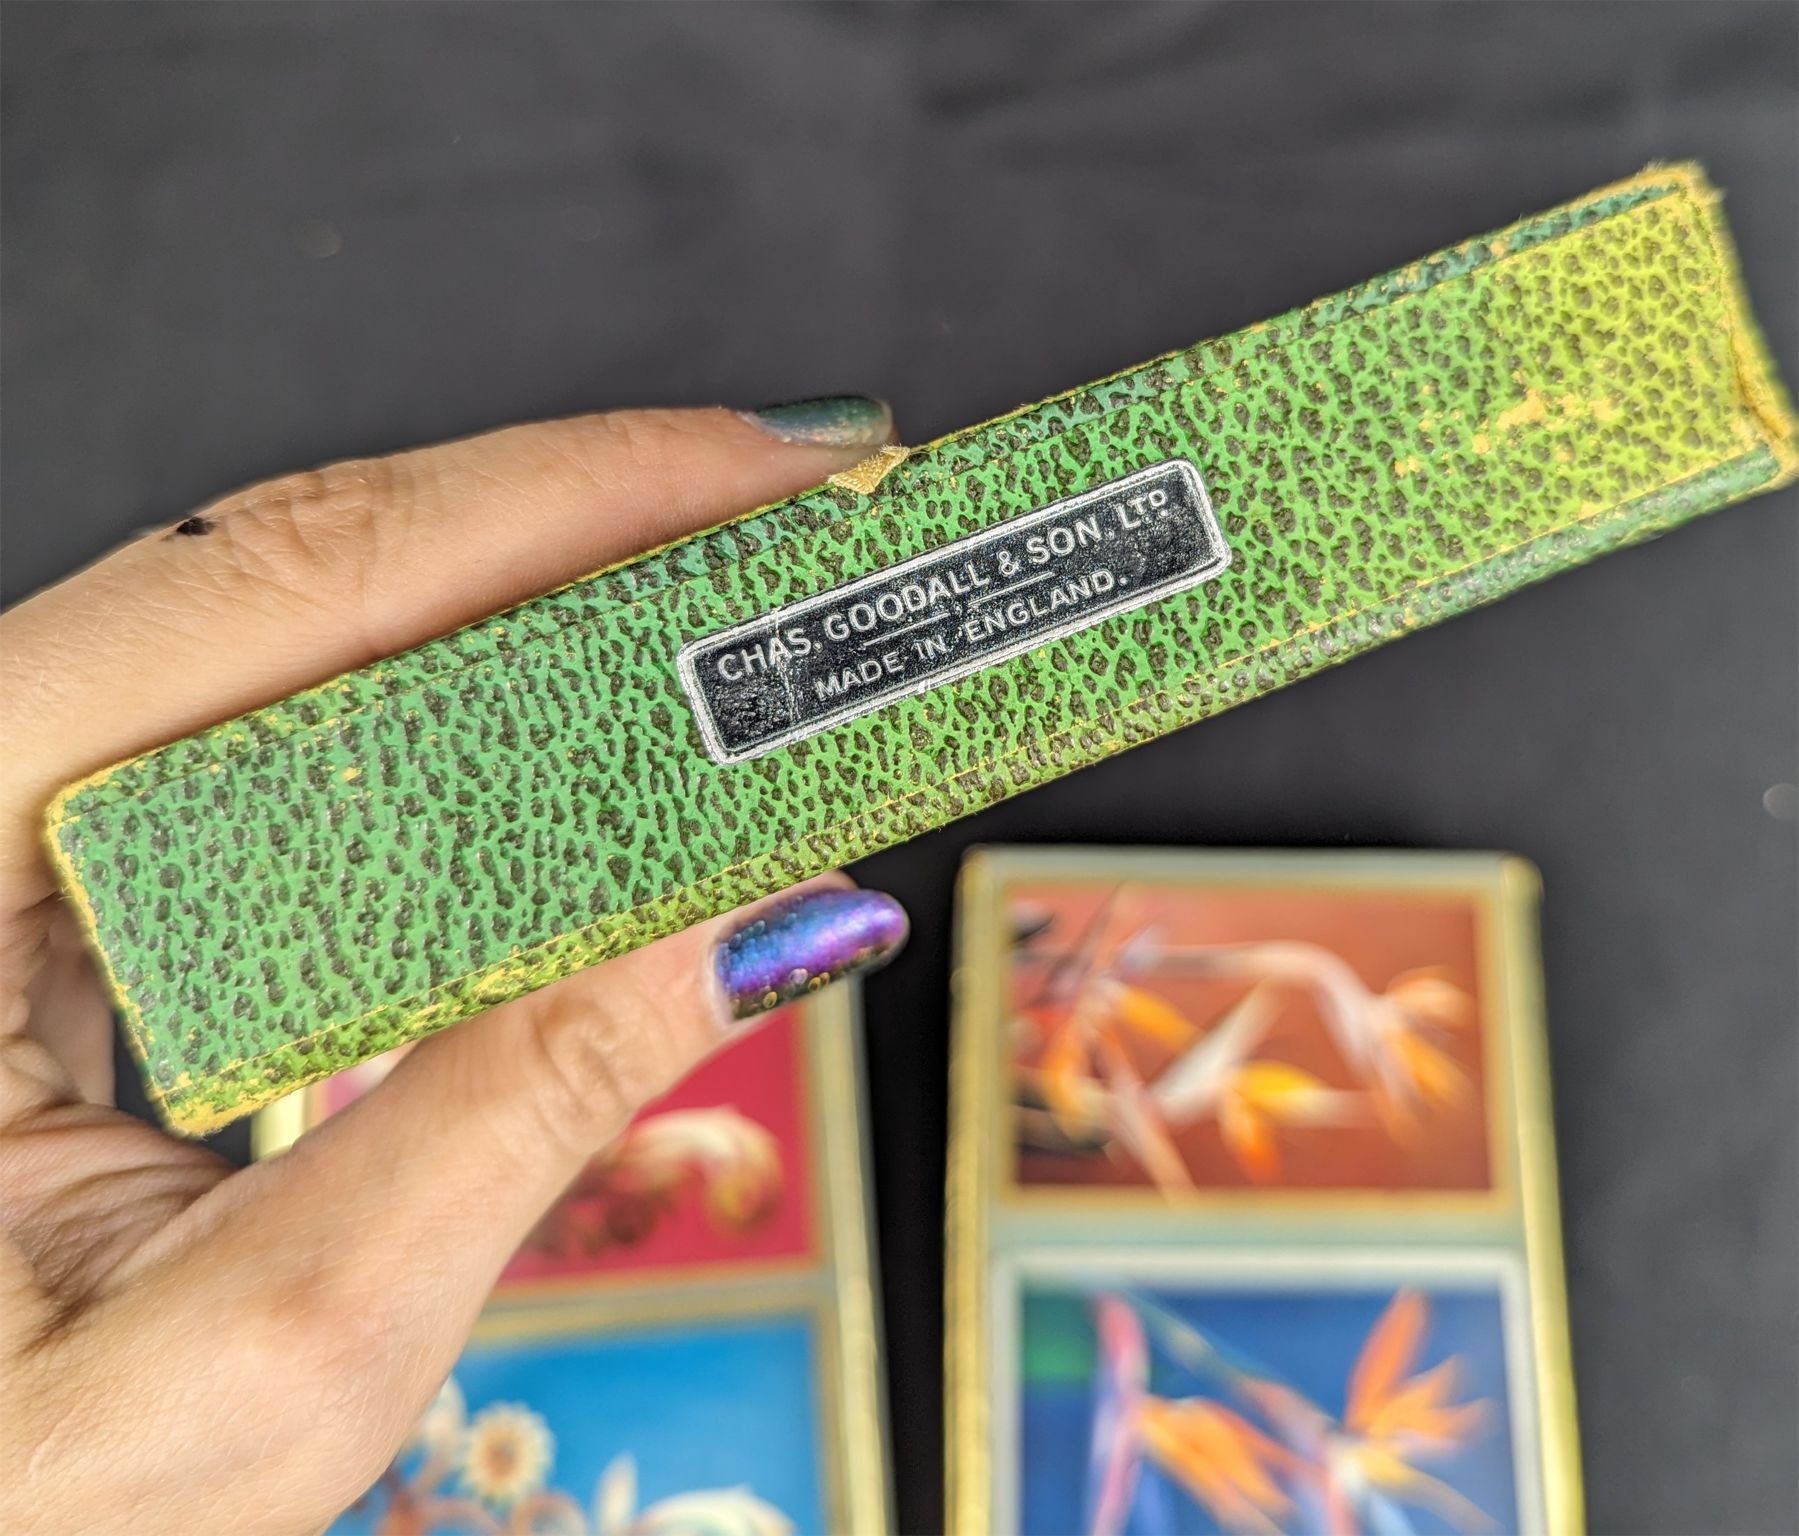 CHAS. GOODALL & SON, LTD.
MADE IN ENGLAND.